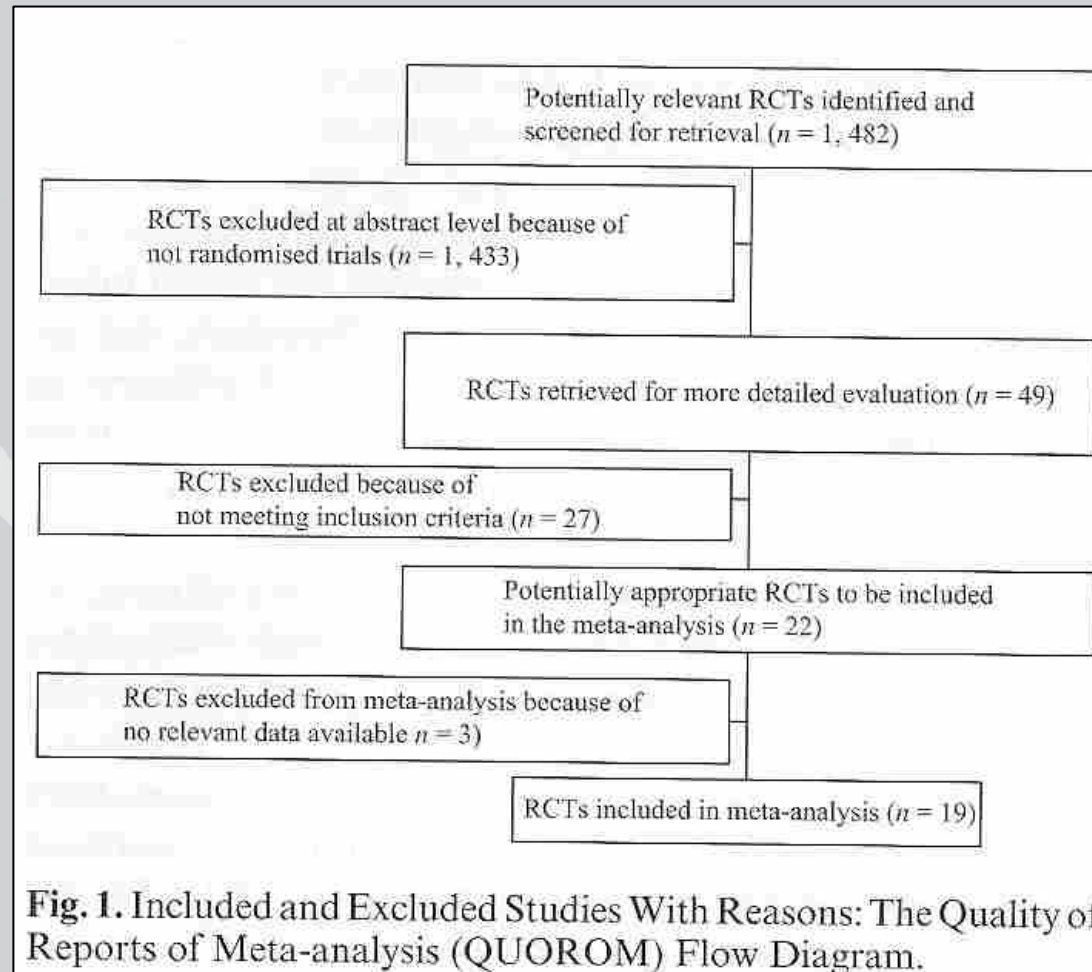 Potentially relevant RCTs identified and
screened for retrieval (n = 1, 482)
RCTs excluded at abstract level because of
not randomised trials (n = 1, 433)
RCTs retrieved for more detailed evaluation (n = 49)
RCTs excluded because of
not meeting inclusion criteria (n = 27)
Potentially appropriate RCTs to be included
in the meta-analysis (n = 22)
RCTs excluded from meta-analysis because of
no relevant data available n = 3)
RCTs included in meta-analysis (n = 19)
Fig. 1. Included and Excluded Studies With Reasons: The Quality of
Reports of Meta-analysis (QUOROM) Flow Diagram.